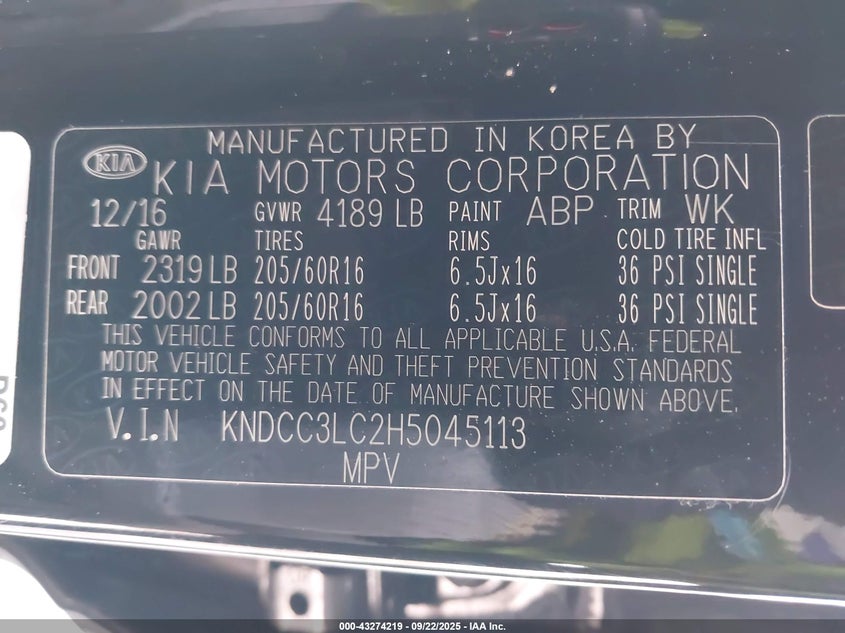 MANUFACTURED IN KOREA BY
KIA KIA MOTORS CORPORATION
12/16 GVWR 4189 LB PAINT ABP TRIM WK
GAWR TIRES RIMS COLD TIRE INFL
FRONT 2319 LB 205/60R16 6.5Jx16 36 PSI SINGLE
REAR 2002 LB 205/60R16 6.5Jx16 36 PSI SINGLE
THIS VEHICLE CONFORMS TO ALL APPLICABLE U.S.A. FEDERAL
MOTOR VEHICLE SAFETY AND THEFT PREVENTION STANDARDS
IN EFFECT ON THE DATE OF MANUFACTURE SHOWN ABOVE.
V.I.N KNDCC3LC2H5045113
MPV
000-43274219 - 09/22/2025 - IAA Inc.